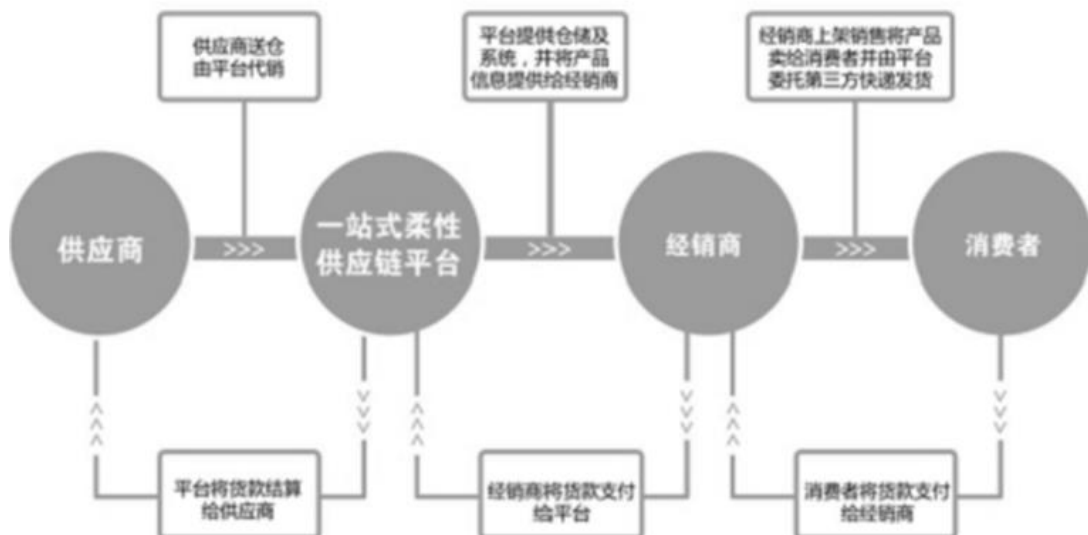 供应商送仓
由平台代销
平台提供仓储及
系统，并将产品
信息提供给经销商
经销商上架销售将产品
卖给消费者并由平台
委托第三方快递发货
供应商
>>>
一站式柔性
供应链平台
>>>
经销商
>>>
消费者
平台将货款结算
给供应商
经销商将货款支付
给平台
消费者将货款支付
给经销商